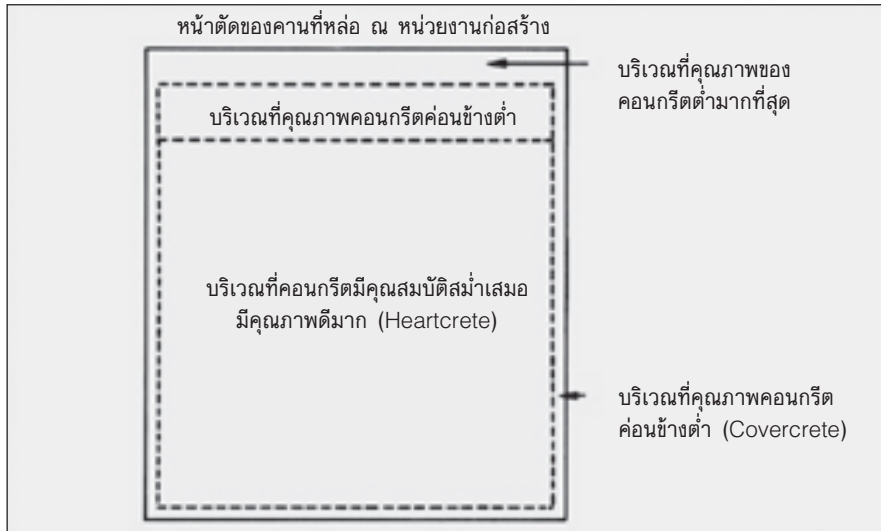 หน้าตัดของคานที่หล่อ ณ หน่วยงานก่อสร้าง
บริเวณที่คุณภาพของ
คอนกรีตต่ำมากที่สุด
บริเวณที่คุณภาพคอนกรีตค่อนข้างต่ำ
บริเวณที่คอนกรีตมีคุณสมบัติสม่ำเสมอ
มีคุณภาพดีมาก (Heartcrete)
บริเวณที่คุณภาพคอนกรีต
ค่อนข้างต่ำ (Covercrete)